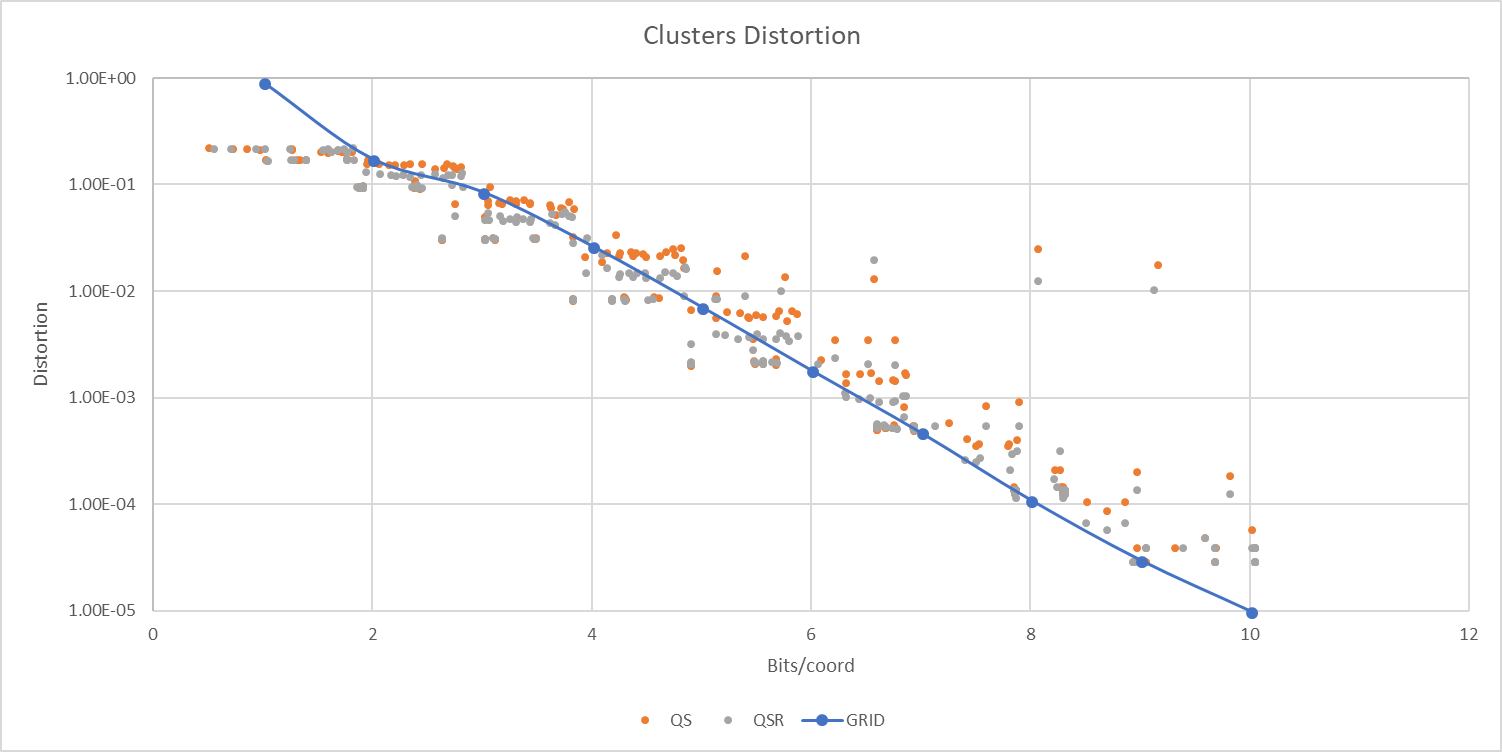 Clusters Distortion
1.00E+00
1.00E-01
1.00E-02
1.00E-03
1.00E-04
1.00E-05
Distortion
0 2 4 6 8 10 12
Bits/coord
QS QSR GRID